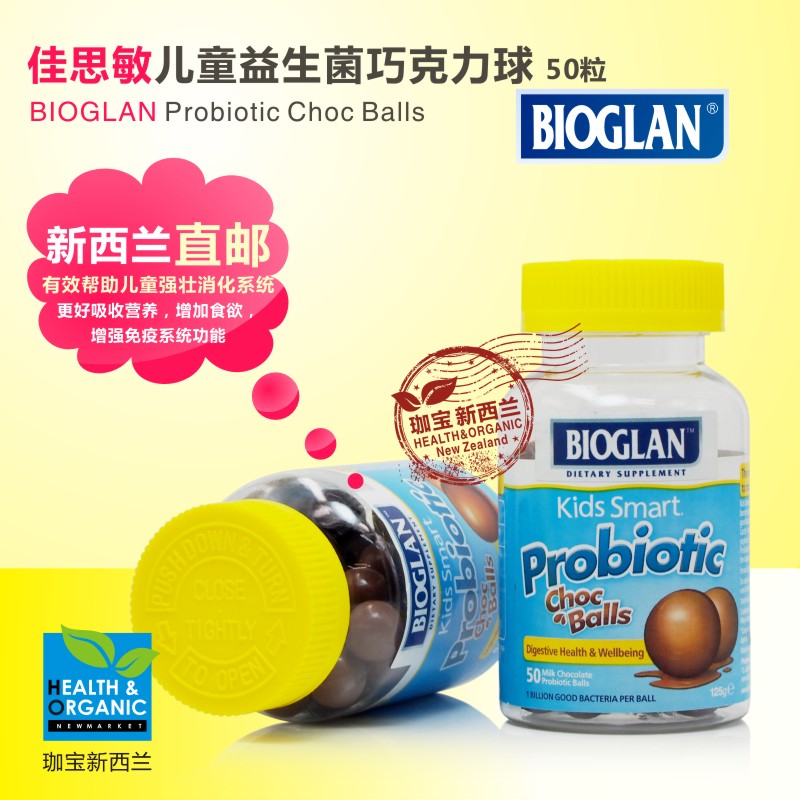 佳思敏儿童益生菌巧克力球 50粒
BIOGLAN Probiotic Choc Balls
BIOGLAN®
新西兰直邮
有效帮助儿童强壮消化系统
更好吸收营养，增加食欲，
增强免疫系统功能
珈宝新西兰
HEALTH&ORGANIC
New Zealand
BIOGLAN™
DIETARY SUPPLEMENT
Kids Smart.
Probiotic
Choc
Balls
Digestive Health & Wellbeing
50 Milk Chocolate
Probiotic Balls
1 BILLION GOOD BACTERIA PER BALL
125g℮
BIOGLAN
DIETARY SUPPLEMENT
Kids Smart.
Probiotic
Choc
Balls
PUSH DOWN & TURN
CLOSE
TIGHTLY
TO OPEN
HEALTH &
ORGANIC
NEWMARKET
珈宝新西兰